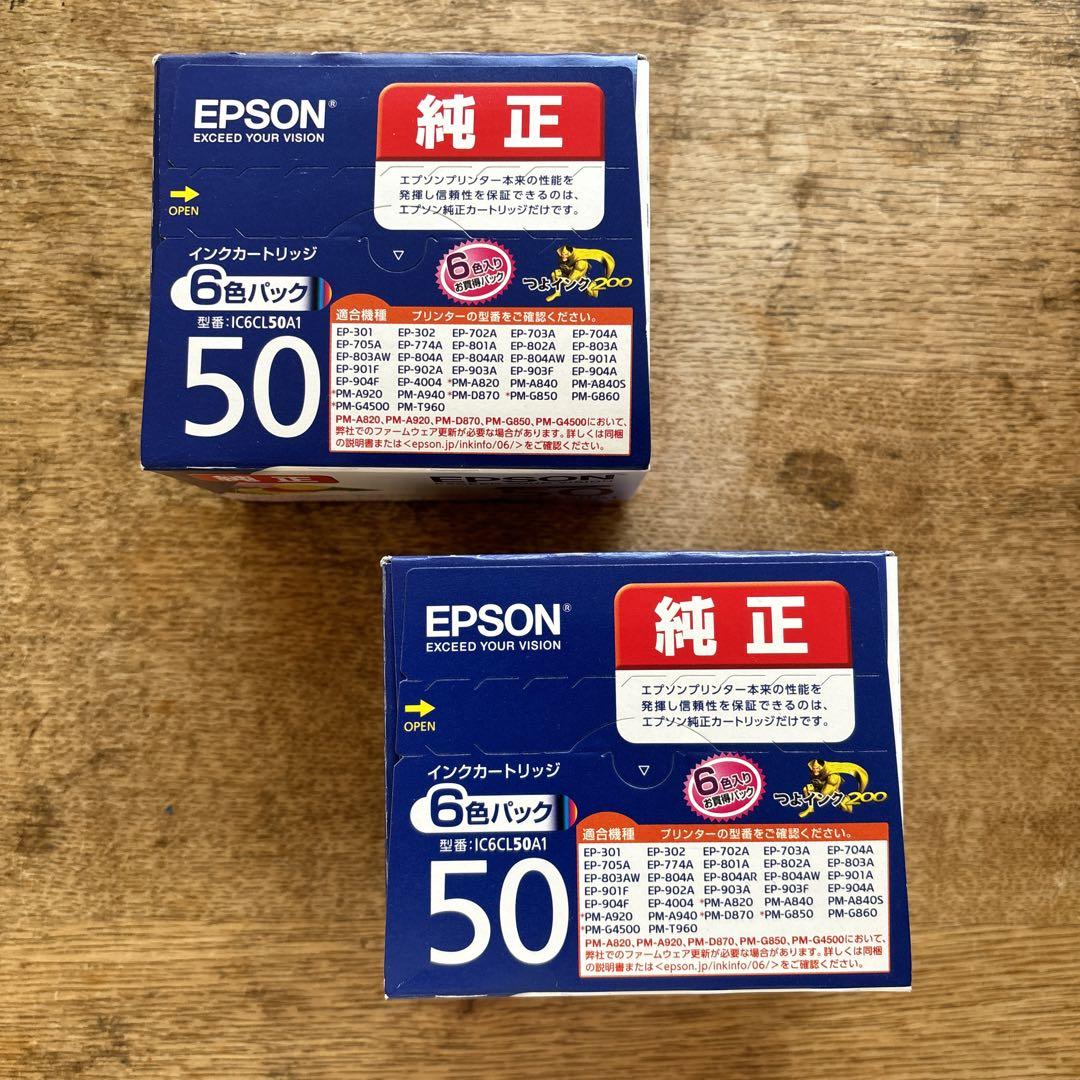 EPSON®
EXCEED YOUR VISION
純正
エプソンプリンター本来の性能を
発揮し信頼性を保証できるのは、
エプソン純正カートリッジだけです。
OPEN
インクカートリッジ
6色パック
型番:IC6CL50A1
50
6色入り
お買得パック
つよインク200
適合機種 プリンターの型番をご確認ください。
EP-301 EP-302 EP-702A EP-703A EP-704A
EP-705A EP-774A EP-801A EP-802A EP-803A
EP-803AW EP-804A EP-804AR EP-804AW EP-901A
EP-901F EP-902A EP-903A EP-903F EP-904A
EP-904F EP-4004 *PM-A820 PM-A840 PM-A840S
*PM-A920 PM-A940 *PM-D870 *PM-G850 PM-G860
*PM-G4500 PM-T960
PM-A820、PM-A920、PM-D870、PM-G850、PM-G4500において、
弊社でのファームウェア更新が必要な場合があります。詳しくは同梱
の説明書または<epson.jp/inkinfo/06/>をご確認ください。
純正
EPSON
EPSON®
EXCEED YOUR VISION
純正
エプソンプリンター本来の性能を
発揮し信頼性を保証できるのは、
エプソン純正カートリッジだけです。
OPEN
インクカートリッジ
6色パック
型番:IC6CL50A1
50
6色入り
お買得パック
つよインク200
適合機種 プリンターの型番をご確認ください。
EP-301 EP-302 EP-702A EP-703A EP-704A
EP-705A EP-774A EP-801A EP-802A EP-803A
EP-803AW EP-804A EP-804AR EP-804AW EP-901A
EP-901F EP-902A EP-903A EP-903F EP-904A
EP-904F EP-4004 *PM-A820 PM-A840 PM-A840S
*PM-A920 PM-A940 *PM-D870 *PM-G850 PM-G860
*PM-G4500 PM-T960
PM-A820、PM-A920、PM-D870、PM-G850、PM-G4500において、
弊社でのファームウェア更新が必要な場合があります。詳しくは同梱
の説明書または<epson.jp/inkinfo/06/>をご確認ください。